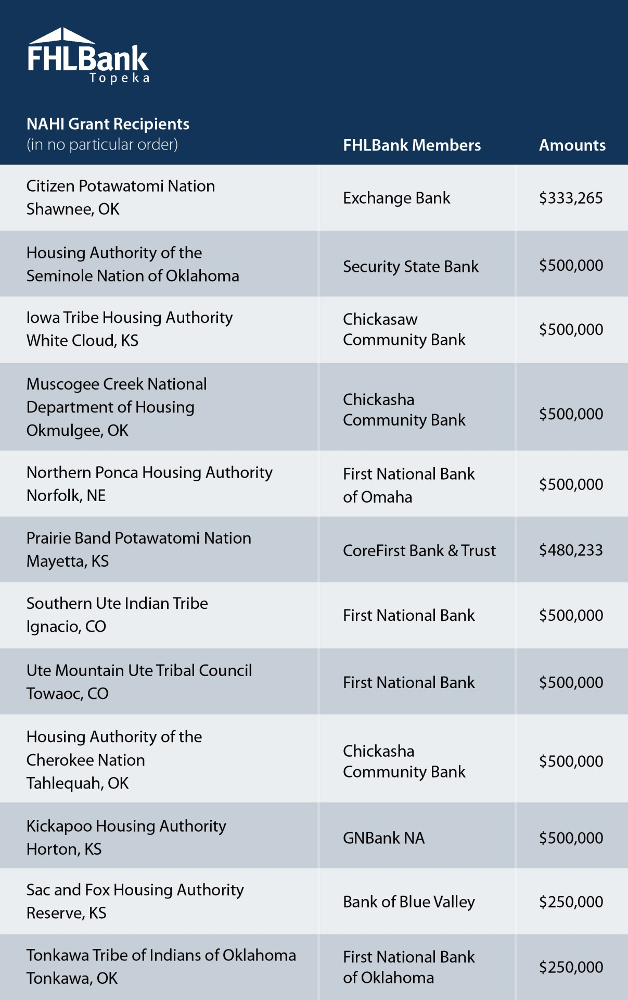 FHLBank
Topeka
NAHI Grant Recipients
(in no particular order)
FHLBank Members
Amounts
Citizen Potawatomi Nation
Shawnee, OK
Exchange Bank
$333,265
Housing Authority of the
Seminole Nation of Oklahoma
Security State Bank
$500,000
Iowa Tribe Housing Authority
White Cloud, KS
Chickasaw
Community Bank
$500,000
Muscogee Creek National
Department of Housing
Okmulgee, OK
Chickasha
Community Bank
$500,000
Northern Ponca Housing Authority
Norfolk, NE
First National Bank
of Omaha
$500,000
Prairie Band Potawatomi Nation
Mayetta, KS
CoreFirst Bank & Trust
$480,233
Southern Ute Indian Tribe
Ignacio, CO
First National Bank
$500,000
Ute Mountain Ute Tribal Council
Towaoc, CO
First National Bank
$500,000
Housing Authority of the
Cherokee Nation
Tahlequah, OK
Chickasha
Community Bank
$500,000
Kickapoo Housing Authority
Horton, KS
GNBank NA
$500,000
Sac and Fox Housing Authority
Reserve, KS
Bank of Blue Valley
$250,000
Tonkawa Tribe of Indians of Oklahoma
Tonkawa, OK
First National Bank
of Oklahoma
$250,000